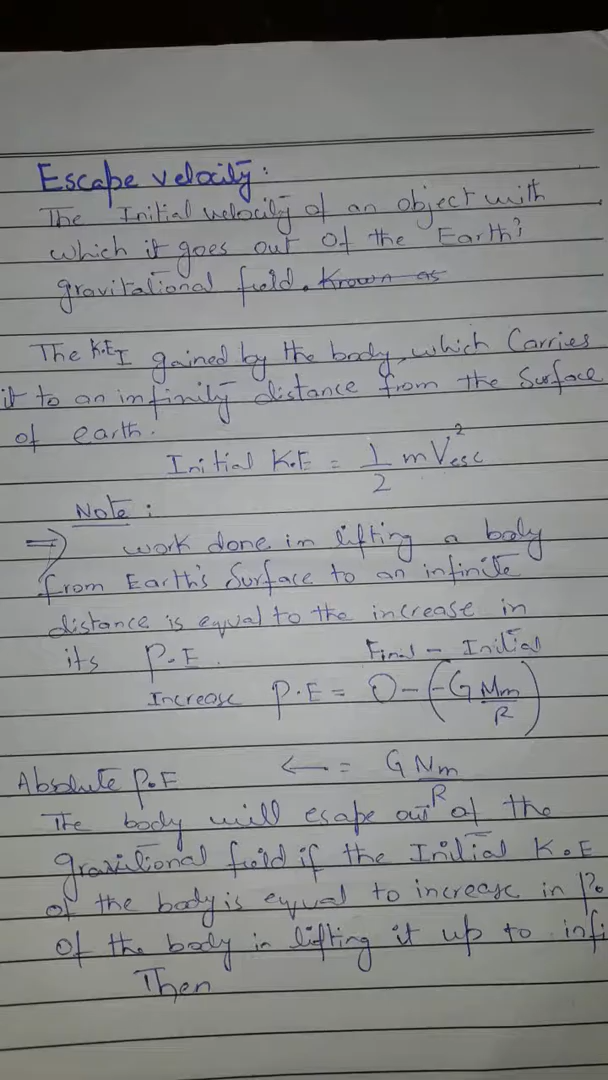 Escape velocity:
The Initial velocity of an object with
which it goes out of the Earth's
gravitational field. Known as
The K.E I gained by the body, which Carries
it to an infinity distance from the Surface
of earth.
Initial K.E = 1/2 m Vesc²
Note:
⇒ work done in lifting a body
from Earth's Surface to an infinite
distance is equal to the increase in
its P.E. Final - Initial
Increase P.E = 0 - (-G Mm/R)
Absolute P.E ← = G Mm/R
The body will escape out of the
gravitional field if the Initial K.E
of the body is equal to increase in P.
of the body in lifting it up to infi
Then